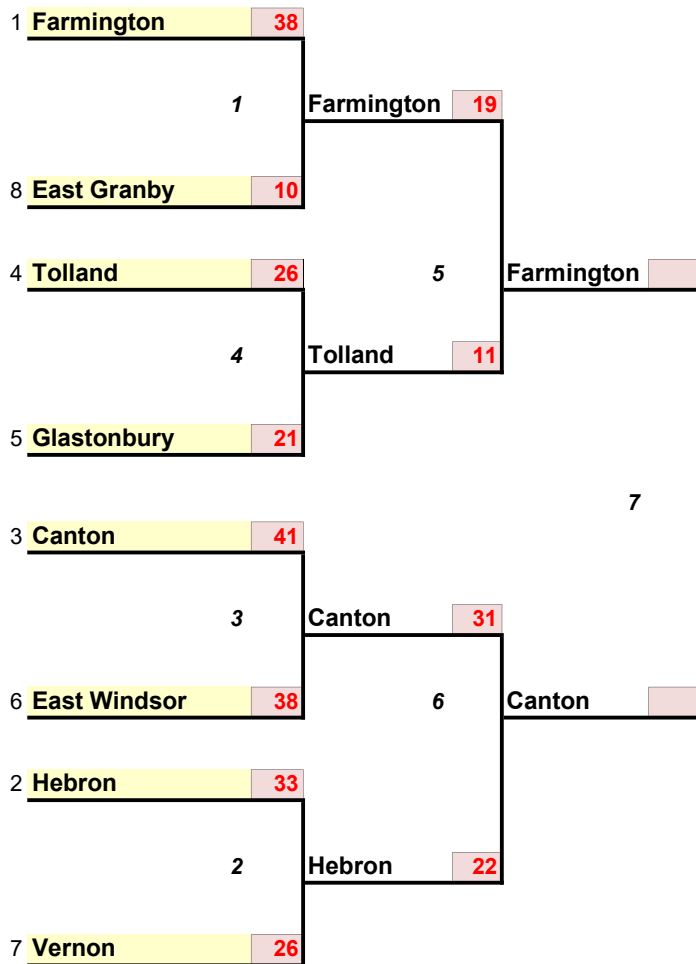 1 Farmington 38
1 Farmington 19
8 East Granby 10
4 Tolland 26 5 Farmington
4 Tolland 11
5 Glastonbury 21
7
3 Canton 41
3 Canton 31
6 East Windsor 38 6 Canton
2 Hebron 33
2 Hebron 22
7 Vernon 26